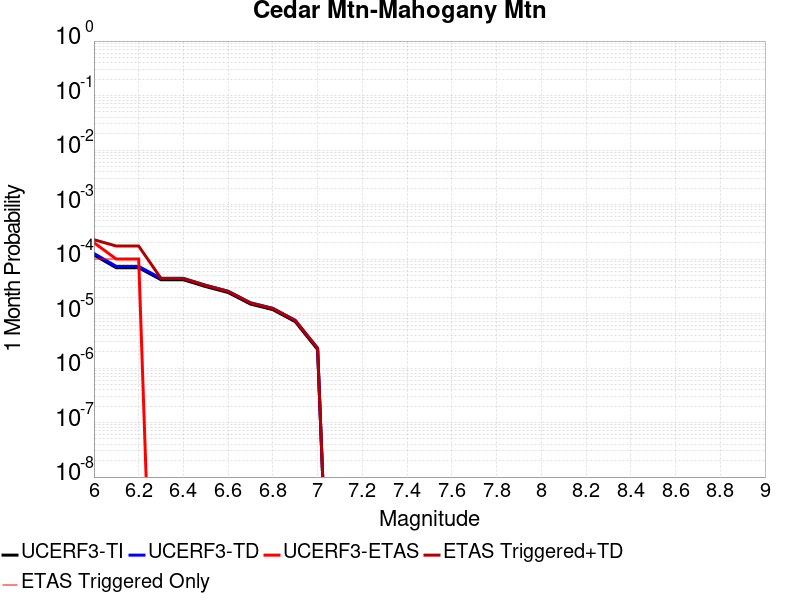 Cedar Mtn-Mahogany Mtn
10^0
10^-1
10^-2
10^-3
10^-4
10^-5
10^-6
10^-7
10^-8
1 Month Probability
6 6.2 6.4 6.6 6.8 7 7.2 7.4 7.6 7.8 8 8.2 8.4 8.6 8.8 9
Magnitude
UCERF3-TI UCERF3-TD UCERF3-ETAS ETAS Triggered+TD
ETAS Triggered Only